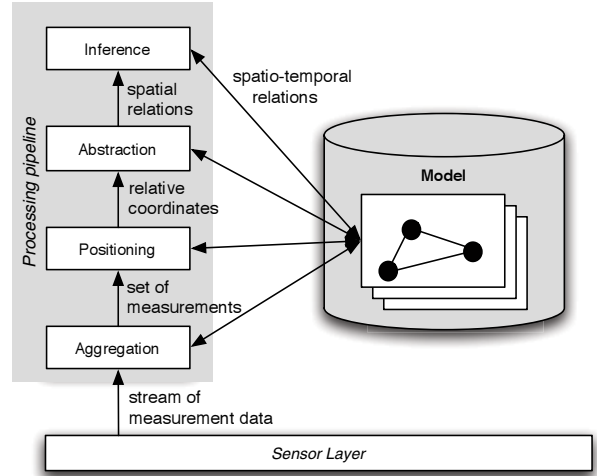 Inference
spatio-temporal
relations
spatial
relations
Processing pipeline
Abstraction
Model
relative
coordinates
Positioning
set of
measurements
Aggregation
stream of
measurement data
Sensor Layer